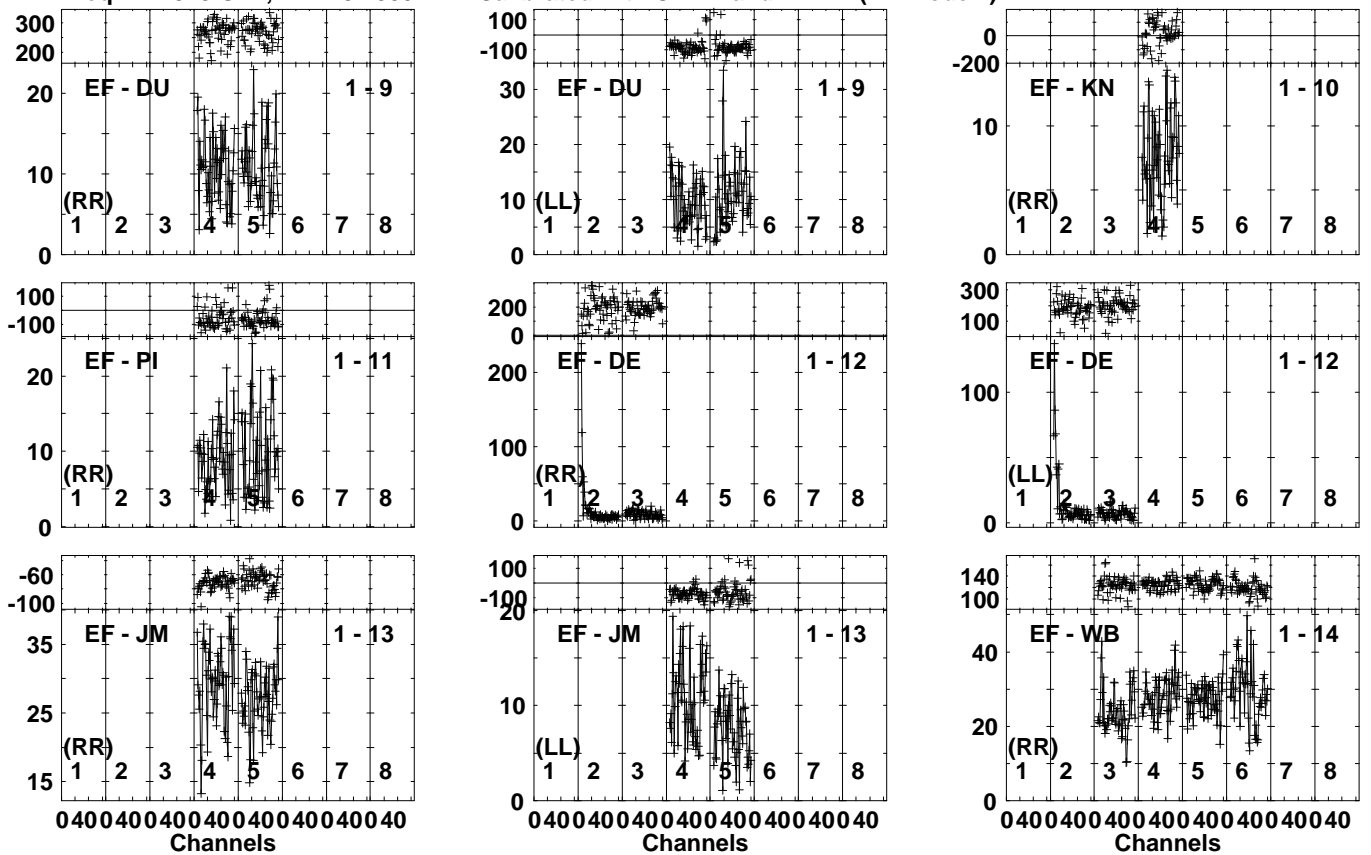 300
200
EF - DU 1 - 9
20
10
0
(RR)
1 2 3 4 5 6 7 8
100
-100
EF - DU 1 - 9
30
20
10
0
(LL)
1 2 3 4 5 6 7 8
0
-200
EF - KN 1 - 10
10
0
(RR)
1 2 3 4 5 6 7 8
100
-100
EF - PI 1 - 11
20
10
0
(RR)
1 2 3 4 5 6 7 8
200
0
EF - DE 1 - 12
200
100
0
(RR)
1 2 3 4 5 6 7 8
300
100
EF - DE 1 - 12
100
0
(LL)
1 2 3 4 5 6 7 8
-60
-100
EF - JM 1 - 13
35
25
15
(RR)
1 2 3 4 5 6 7 8
0 40 0 40 0 40 0 40 0 40 0 40 0 40 0 40
Channels
100
-100
EF - JM 1 - 13
20
10
0
(LL)
1 2 3 4 5 6 7 8
0 40 0 40 0 40 0 40 0 40 0 40 0 40 0 40
Channels
140
100
EF - WB 1 - 14
40
20
0
(RR)
1 2 3 4 5 6 7 8
0 40 0 40 0 40 0 40 0 40 0 40 0 40 0 40
Channels